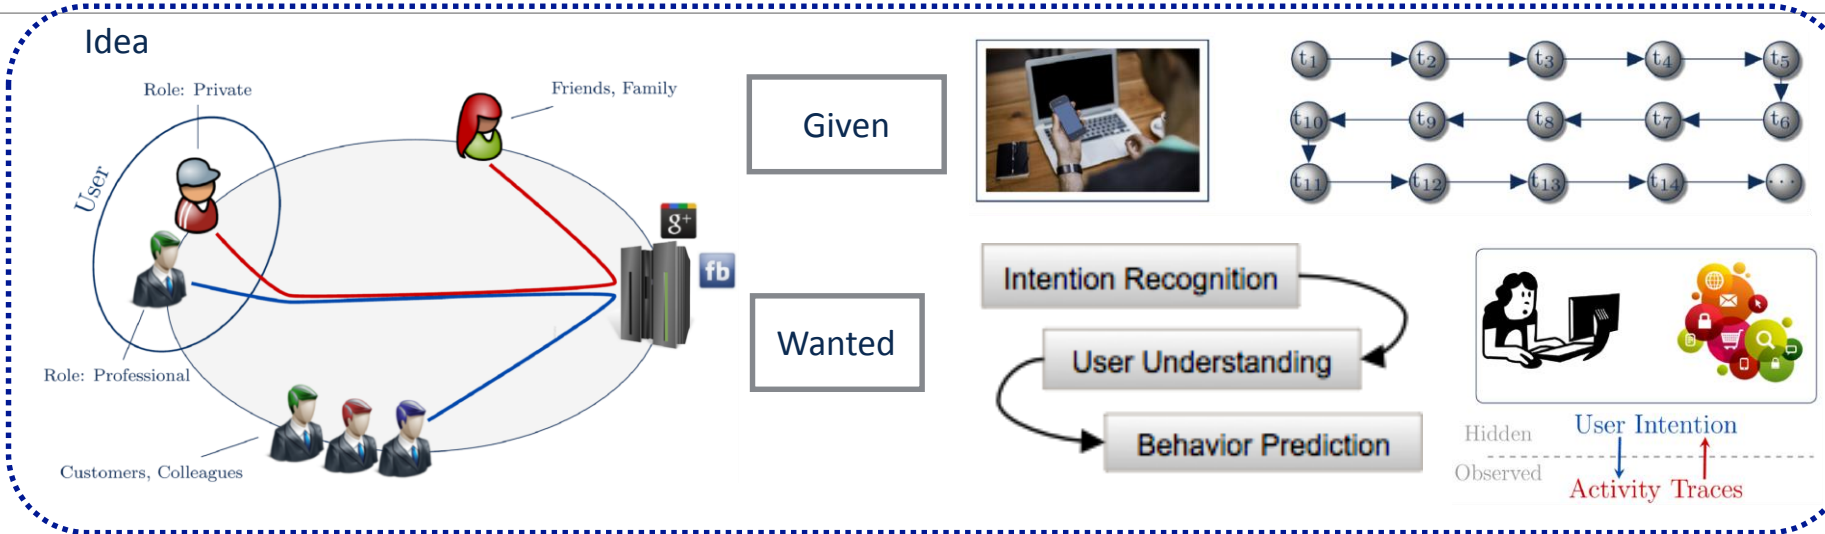 Idea
Role: Private
Friends, Family
User
g+
fb
Role: Professional
Customers, Colleagues
Given
Wanted
t1 t2 t3 t4 t5
t10 t9 t8 t7 t6
t11 t12 t13 t14 ...
Intention Recognition
User Understanding
Behavior Prediction
Hidden
User Intention
Observed
Activity Traces